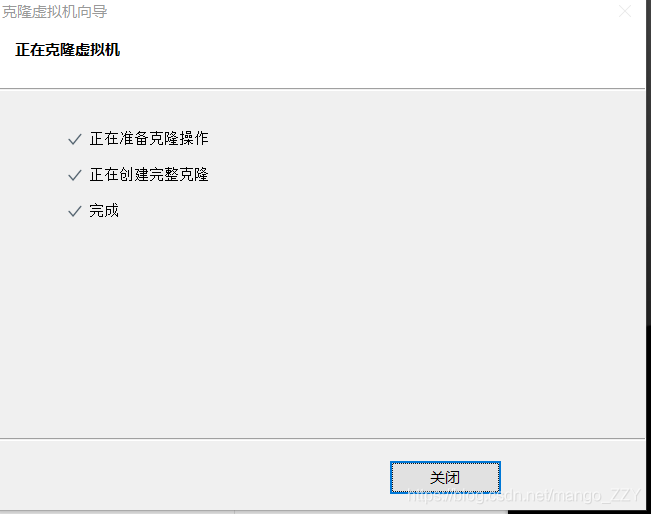 克隆虚拟机向导
正在克隆虚拟机
正在准备克隆操作
正在创建完整克隆
完成
关闭
https://blog.csdn.net/mango_ZZY